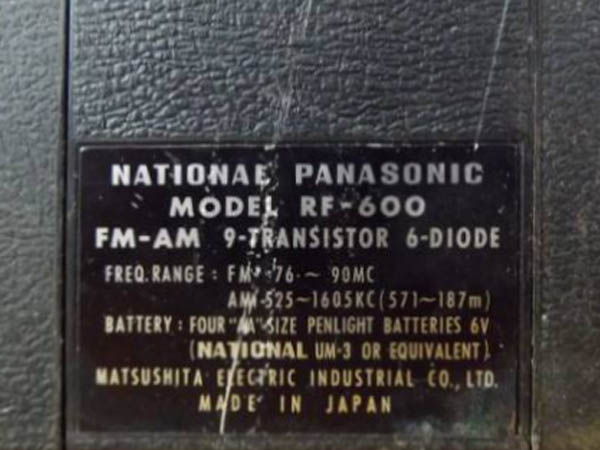 NATIONAL PANASONIC
MODEL RF-600
FM-AM 9-TRANSISTOR 6-DIODE
FREQ. RANGE : FM 76 ~ 90MC
AM 525~1605KC (571~187m)
BATTERY : FOUR "AA" SIZE PENLIGHT BATTERIES 6V
(NATIONAL UM-3 OR EQUIVALENT)
MATSUSHITA ELECTRIC INDUSTRIAL CO., LTD.
MADE IN JAPAN